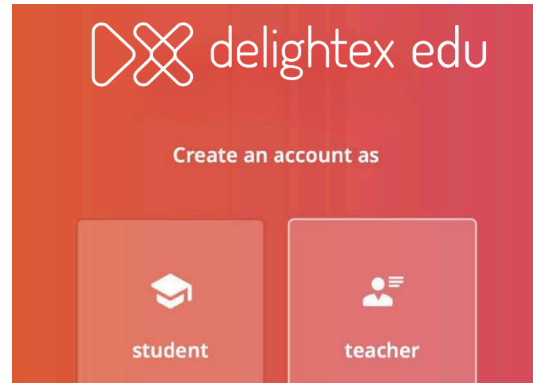 delightex edu
Create an account as
student
teacher